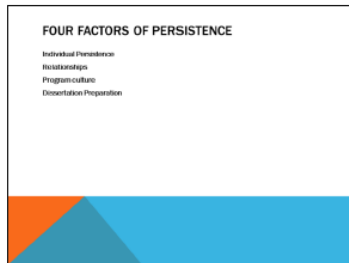 FOUR FACTORS OF PERSISTENCE
Individual Persistence
Relationships
Program culture
Dissertation Preparation